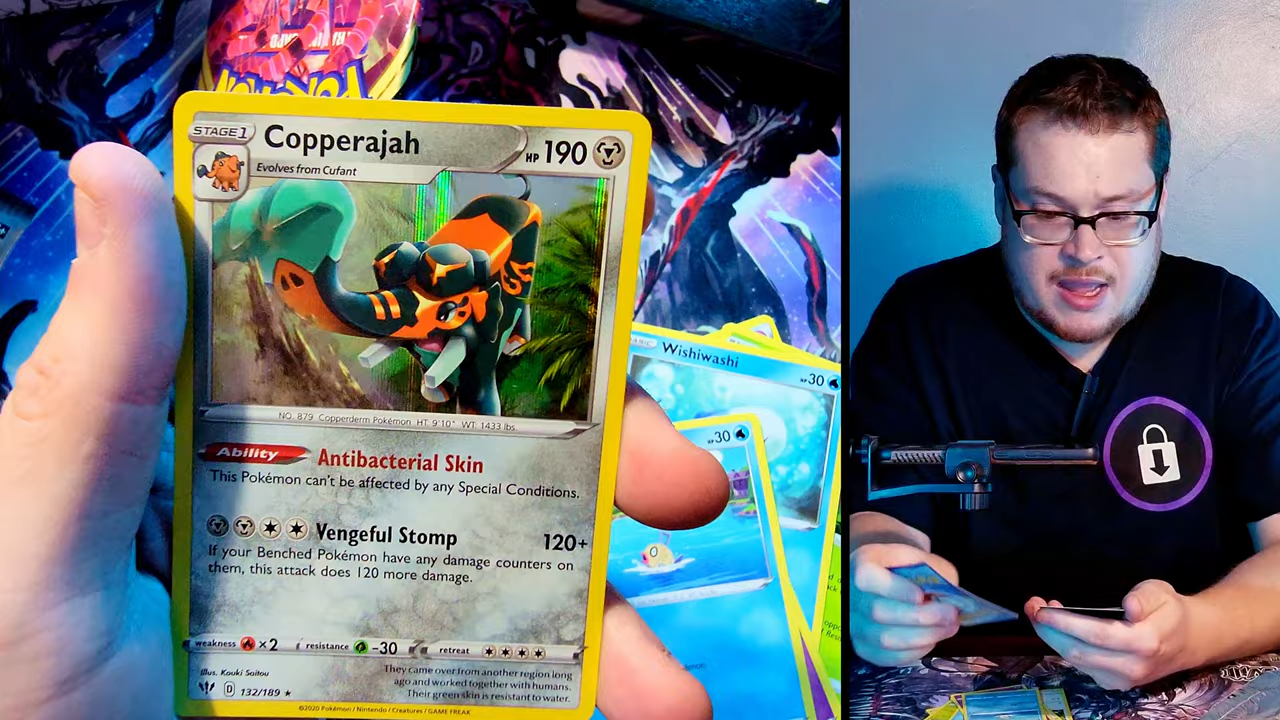 STAGE1
Copperajah
HP 190
Evolves from Cufant
NO. 879 Copperderm Pokémon HT. 9'10" WT. 1433 lbs.
Ability Antibacterial Skin
This Pokémon can't be affected by any Special Conditions.
Vengeful Stomp 120+
If your Benched Pokémon have any damage counters on
them, this attack does 120 more damage.
weakness ×2 resistance -30 retreat
Illus. Kouki Saitou
D 132/189
They came over from another region long
ago and worked together with humans.
Their green skin is resistant to water.
©2020 Pokémon / Nintendo / Creatures / GAME FREAK
Wishiwashi
HP 30
HP 30